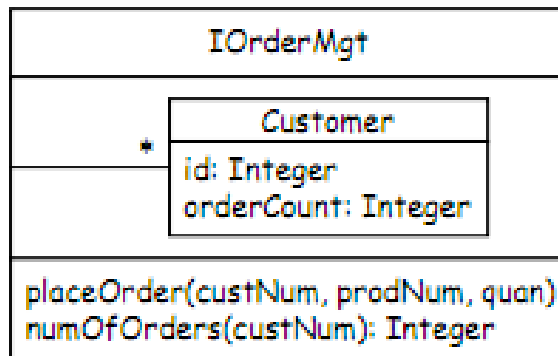 IOrderMgt
Customer
*
id: Integer
orderCount: Integer
placeOrder(custNum, prodNum, quan)
numOfOrders(custNum): Integer